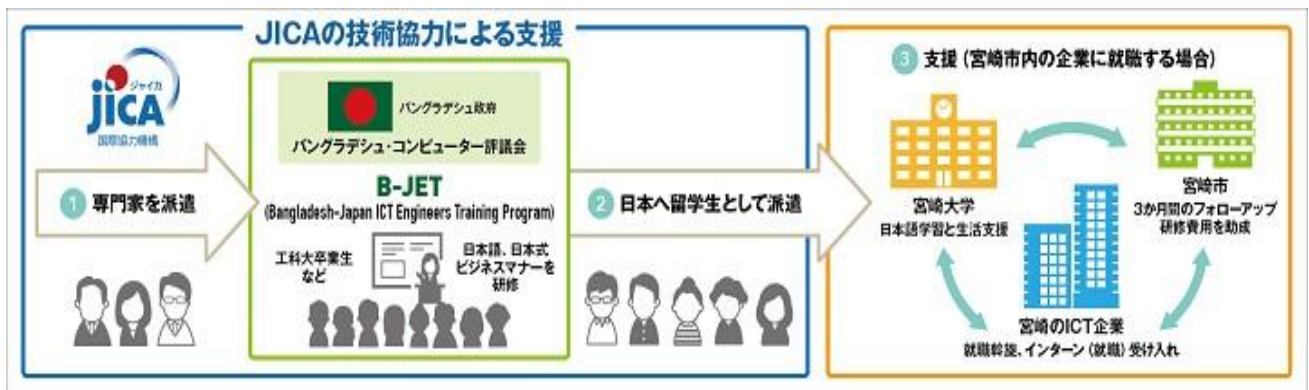 JICAの技術協力による支援
ジャイカ
JICA
国際協力機構
1 専門家を派遣
バングラデシュ政府
バングラデシュ・コンピューター評議会
B-JET
(Bangladesh-Japan ICT Engineers Training Program)
工科大卒業生
など
日本語、日本式
ビジネスマナーを
研修
2 日本へ留学生として派遣
3 支援(宮崎市内の企業に就職する場合)
宮崎大学
日本語学習と生活支援
宮崎市
3か月間のフォローアップ
研修費用を助成
宮崎のICT企業
就職斡旋、インターン(就職)受け入れ